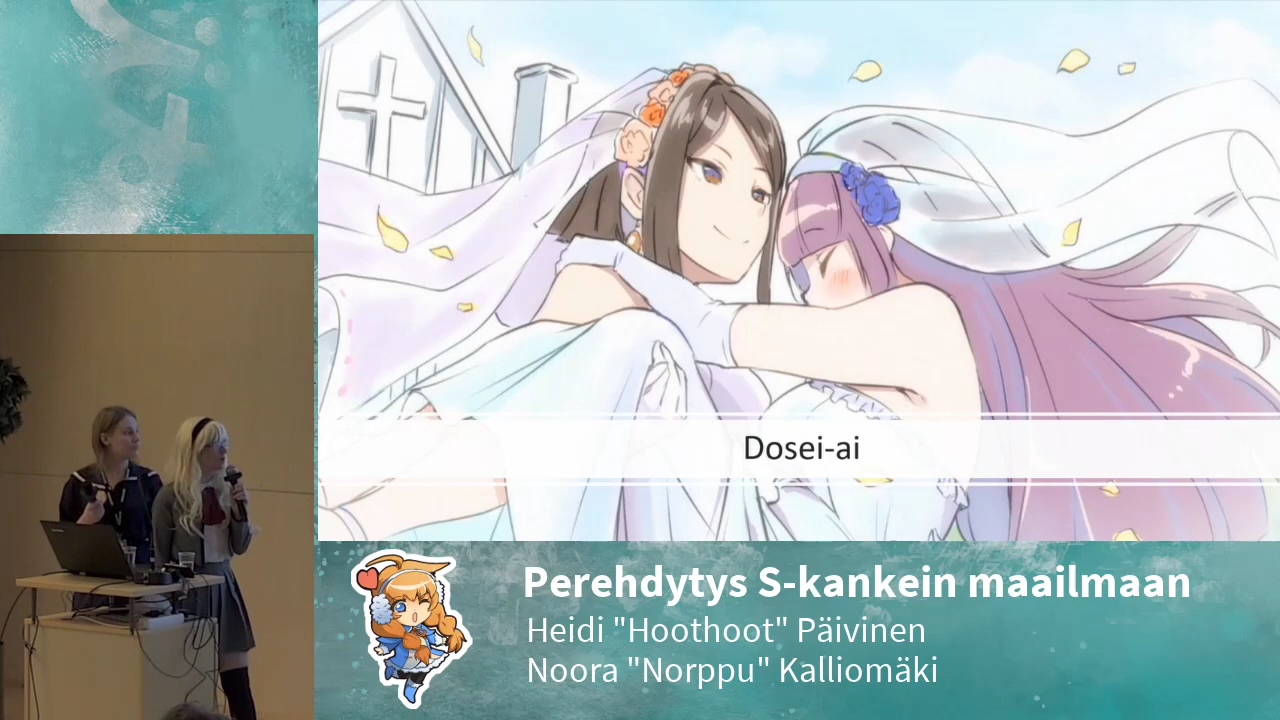 Dosei-ai
Perehdytys S-kankein maailmaan
Heidi "Hoothoot" Päivinen
Noora "Norppu" Kalliomäki